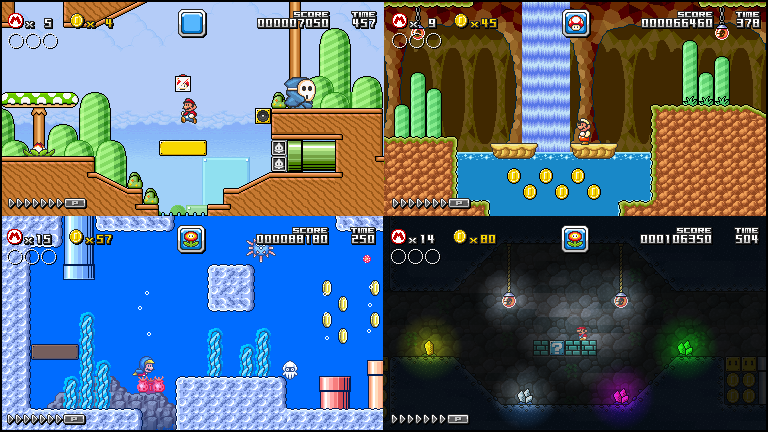 M x 5 x 4 SCORE TIME
000007050 457
P
M x 9 x 45 SCORE TIME
000066460 378
P
M x 15 x 57 SCORE TIME
000088180 250
P
M x 14 x 80 SCORE TIME
000106350 504
?
P